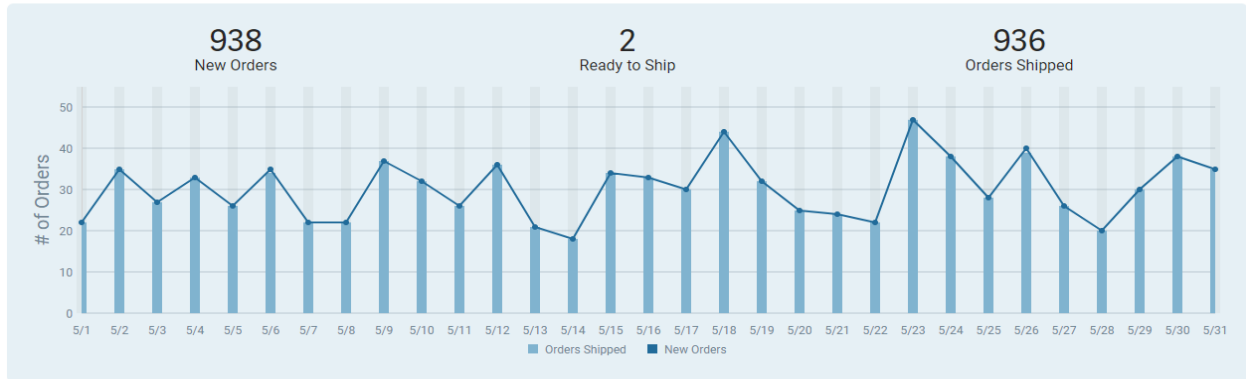 938 2 936
New Orders Ready to Ship Orders Shipped
50
40
30
20
10
0
# of Orders
5/1 5/2 5/3 5/4 5/5 5/6 5/7 5/8 5/9 5/10 5/11 5/12 5/13 5/14 5/15 5/16 5/17 5/18 5/19 5/20 5/21 5/22 5/23 5/24 5/25 5/26 5/27 5/28 5/29 5/30 5/31
Orders Shipped New Orders